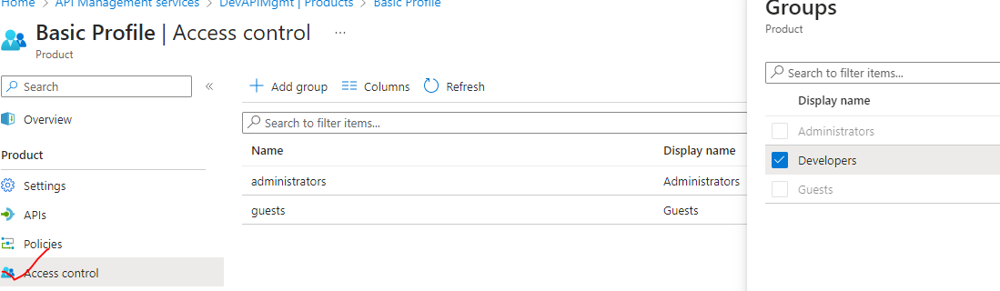 Home > API Management services > DevAPIMgmt | Products > Basic Profile
Basic Profile | Access control ...
Product
Search «
Overview
Product
Settings
APIs
Policies
Access control
Add group Columns Refresh
Search to filter items...
Name Display name
administrators Administrators
guests Guests
Groups
Product
Search to filter items...
Display name
Administrators
Developers
Guests